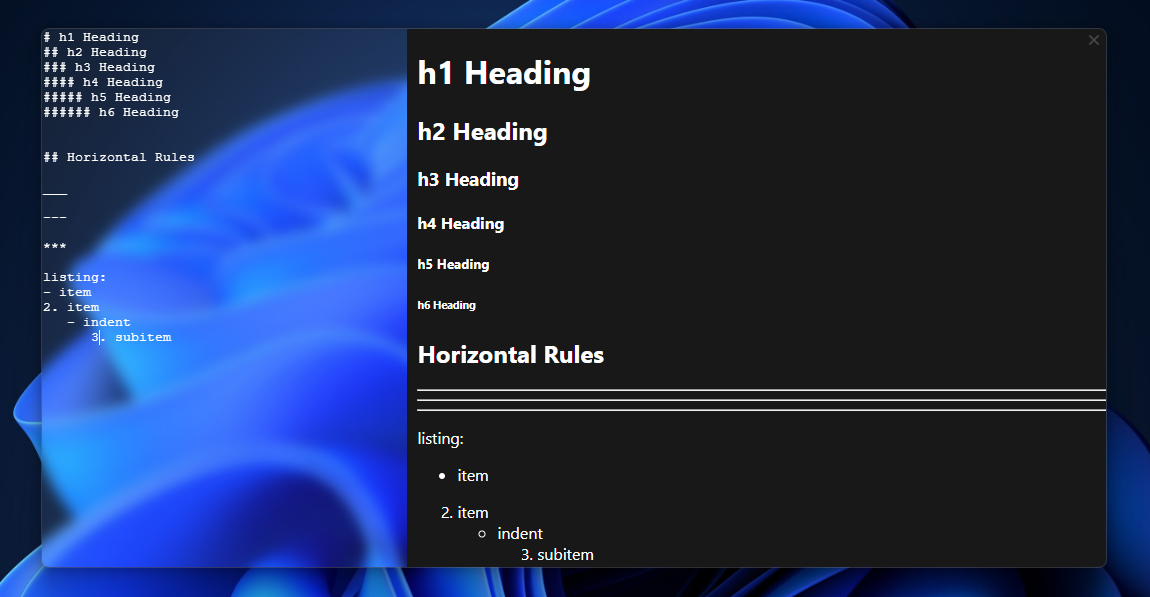 # h1 Heading
## h2 Heading
### h3 Heading
#### h4 Heading
##### h5 Heading
###### h6 Heading
## Horizontal Rules
___
---
***
listing:
- item
2. item
   - indent
      3. subitem
h1 Heading
h2 Heading
h3 Heading
h4 Heading
h5 Heading
h6 Heading
Horizontal Rules
listing:
• item
2. item
○ indent
3. subitem